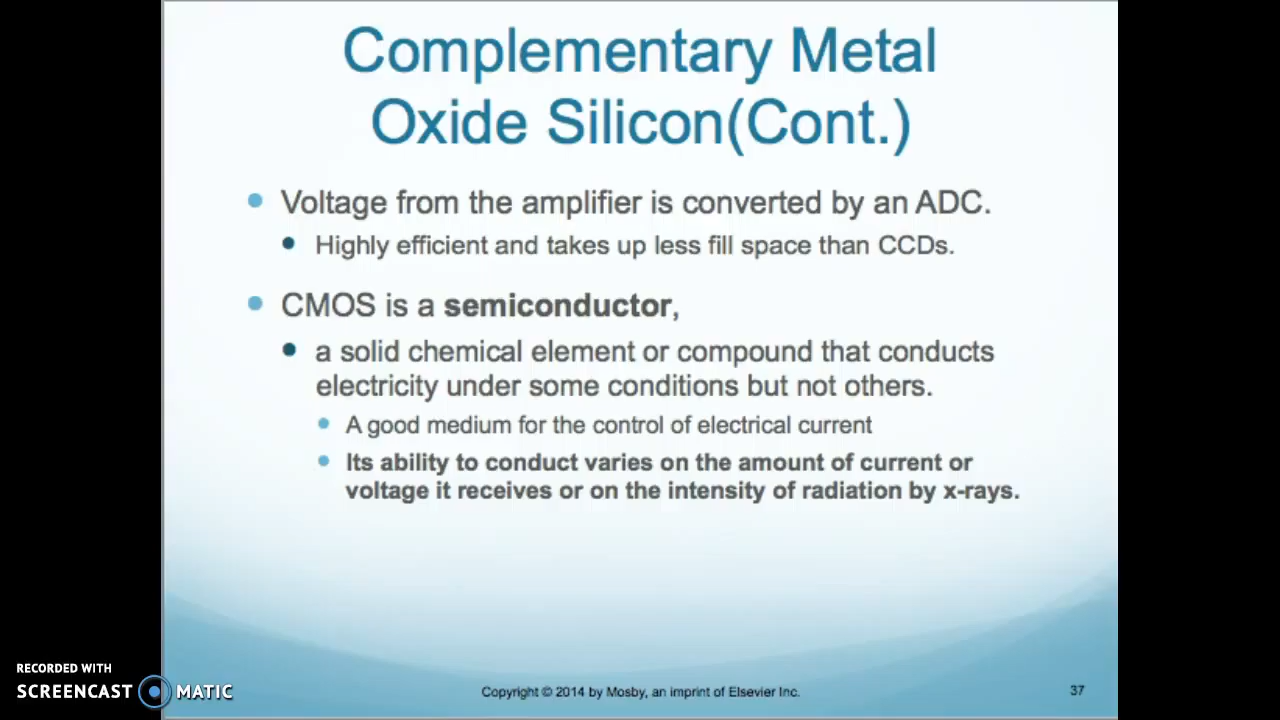 Complementary Metal
Oxide Silicon(Cont.)
Voltage from the amplifier is converted by an ADC.
Highly efficient and takes up less fill space than CCDs.
CMOS is a semiconductor,
a solid chemical element or compound that conducts
electricity under some conditions but not others.
A good medium for the control of electrical current
Its ability to conduct varies on the amount of current or
voltage it receives or on the intensity of radiation by x-rays.
RECORDED WITH
SCREENCAST MATIC
Copyright © 2014 by Mosby, an imprint of Elsevier Inc.
37